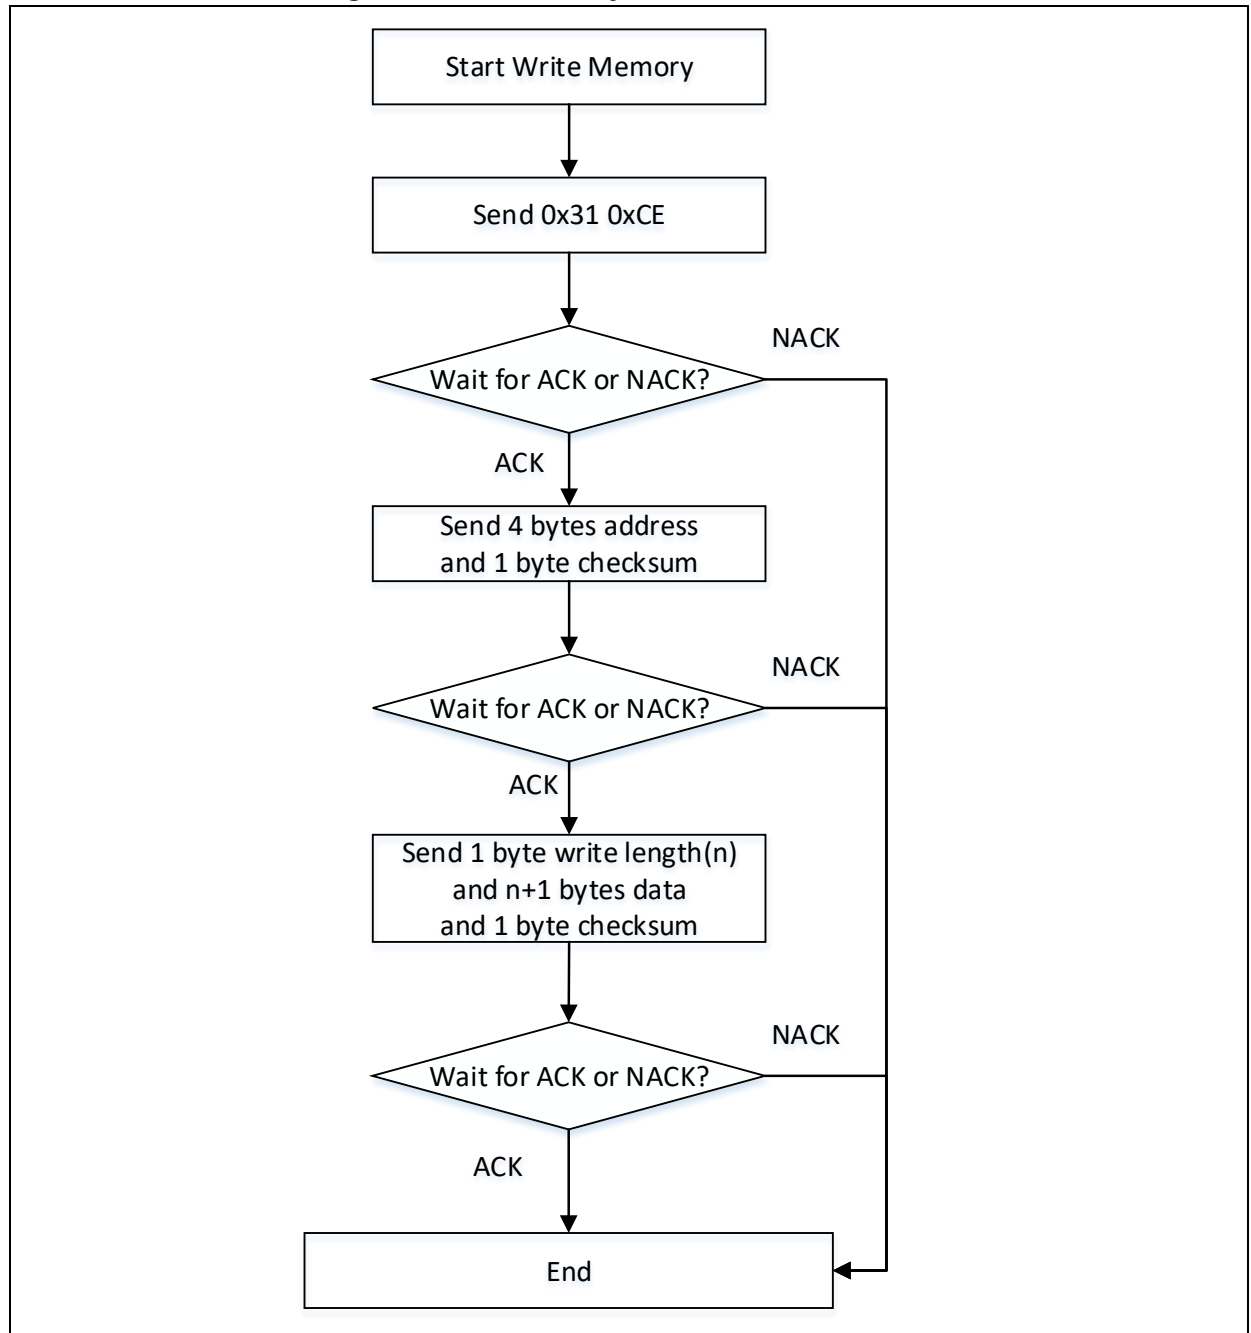 Start Write Memory
Send 0x31 0xCE
NACK
Wait for ACK or NACK?
ACK
Send 4 bytes address
and 1 byte checksum
NACK
Wait for ACK or NACK?
ACK
Send 1 byte write length(n)
and n+1 bytes data
and 1 byte checksum
NACK
Wait for ACK or NACK?
ACK
End